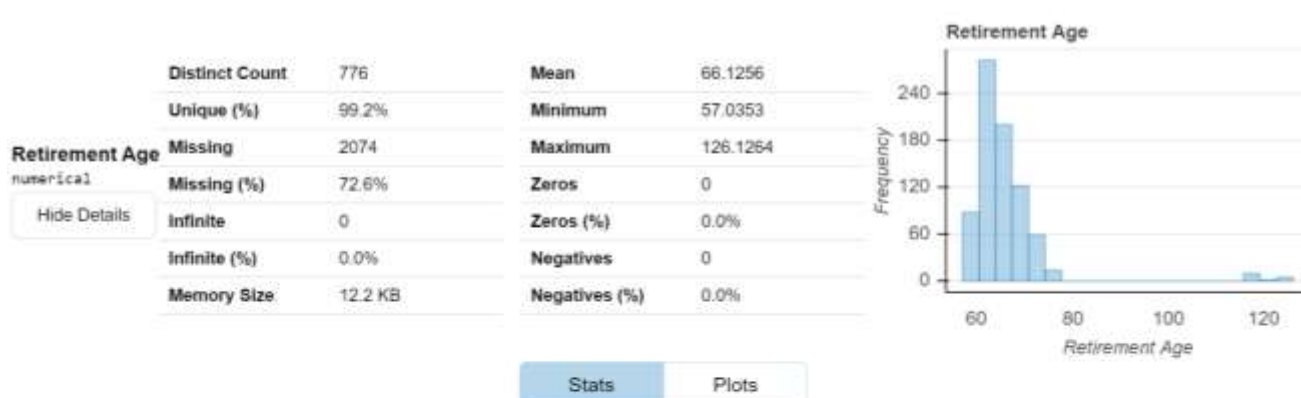 Retirement Age
numerical
Hide Details
Distinct Count 776
Unique (%) 99.2%
Missing 2074
Missing (%) 72.6%
Infinite 0
Infinite (%) 0.0%
Memory Size 12.2 KB
Mean 66.1256
Minimum 57.0353
Maximum 126.1264
Zeros 0
Zeros (%) 0.0%
Negatives 0
Negatives (%) 0.0%
Retirement Age
Frequency
240
180
120
60
0
60 80 100 120
Retirement Age
Stats Plots